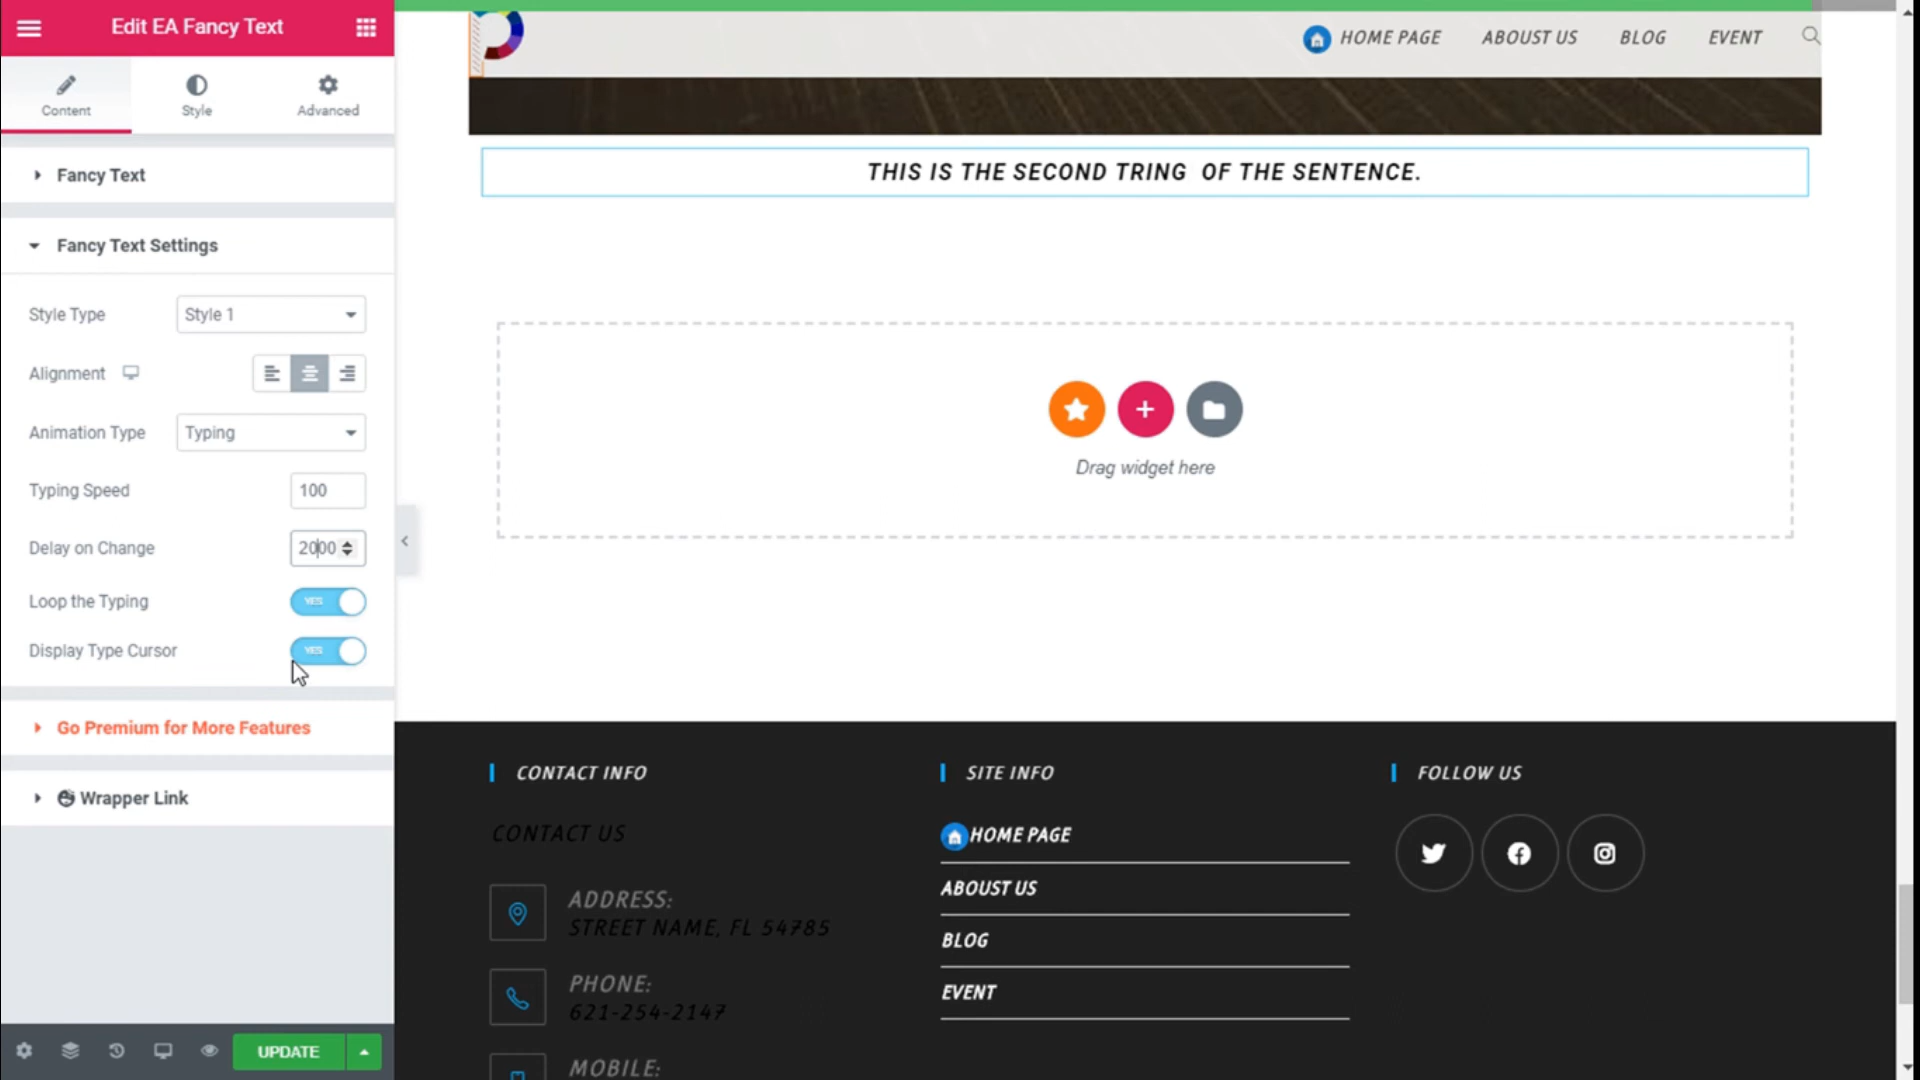 Edit EA Fancy Text
Content
Style
Advanced
Fancy Text
Fancy Text Settings
Style Type
Style 1
Alignment
Animation Type
Typing
Typing Speed
100
Delay on Change
2000
Loop the Typing
YES
Display Type Cursor
YES
Go Premium for More Features
Wrapper Link
UPDATE
HOME PAGE
ABOUST US
BLOG
EVENT
THIS IS THE SECOND TRING OF THE SENTENCE.
Drag widget here
CONTACT INFO
CONTACT US
ADDRESS:
STREET NAME, FL 54785
PHONE:
621-254-2147
MOBILE:
SITE INFO
HOME PAGE
ABOUST US
BLOG
EVENT
FOLLOW US